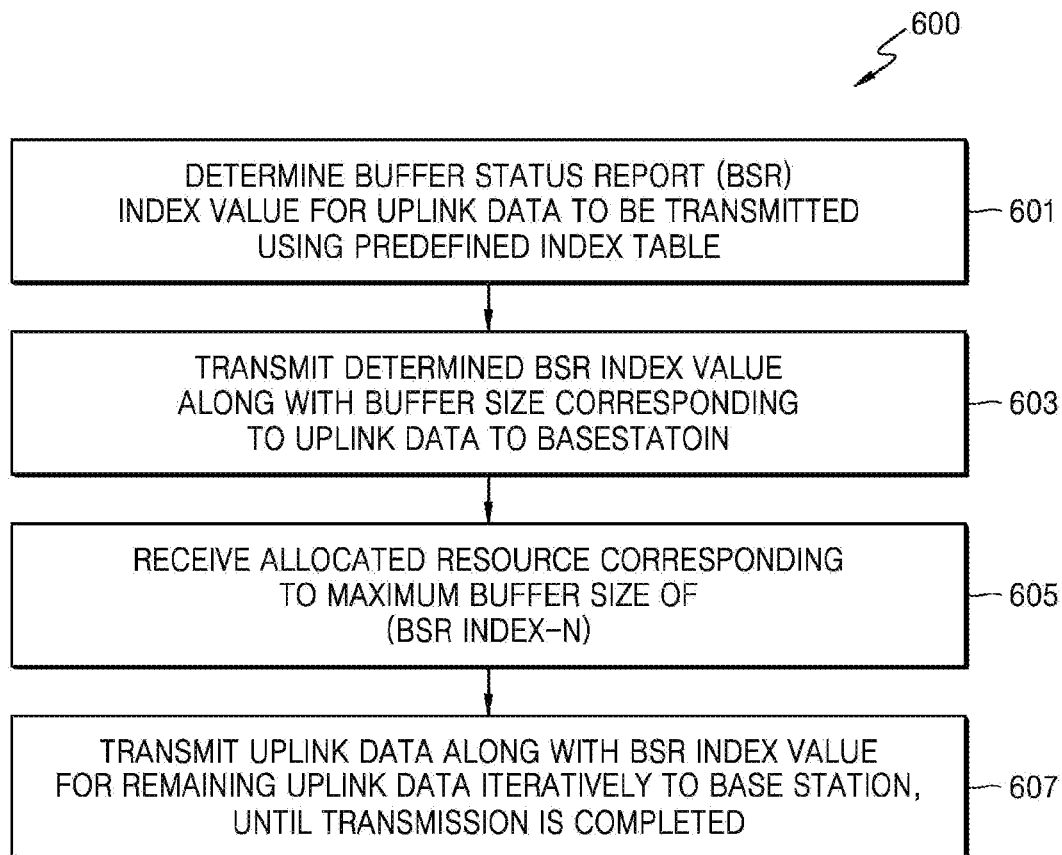 600
DETERMINE BUFFER STATUS REPORT (BSR)
INDEX VALUE FOR UPLINK DATA TO BE TRANSMITTED
USING PREDEFINED INDEX TABLE
601
TRANSMIT DETERMINED BSR INDEX VALUE
ALONG WITH BUFFER SIZE CORRESPONDING
TO UPLINK DATA TO BASESTATOIN
603
RECEIVE ALLOCATED RESOURCE CORRESPONDING
TO MAXIMUM BUFFER SIZE OF
(BSR INDEX-N)
605
TRANSMIT UPLINK DATA ALONG WITH BSR INDEX VALUE
FOR REMAINING UPLINK DATA ITERATIVELY TO BASE STATION,
UNTIL TRANSMISSION IS COMPLETED
607